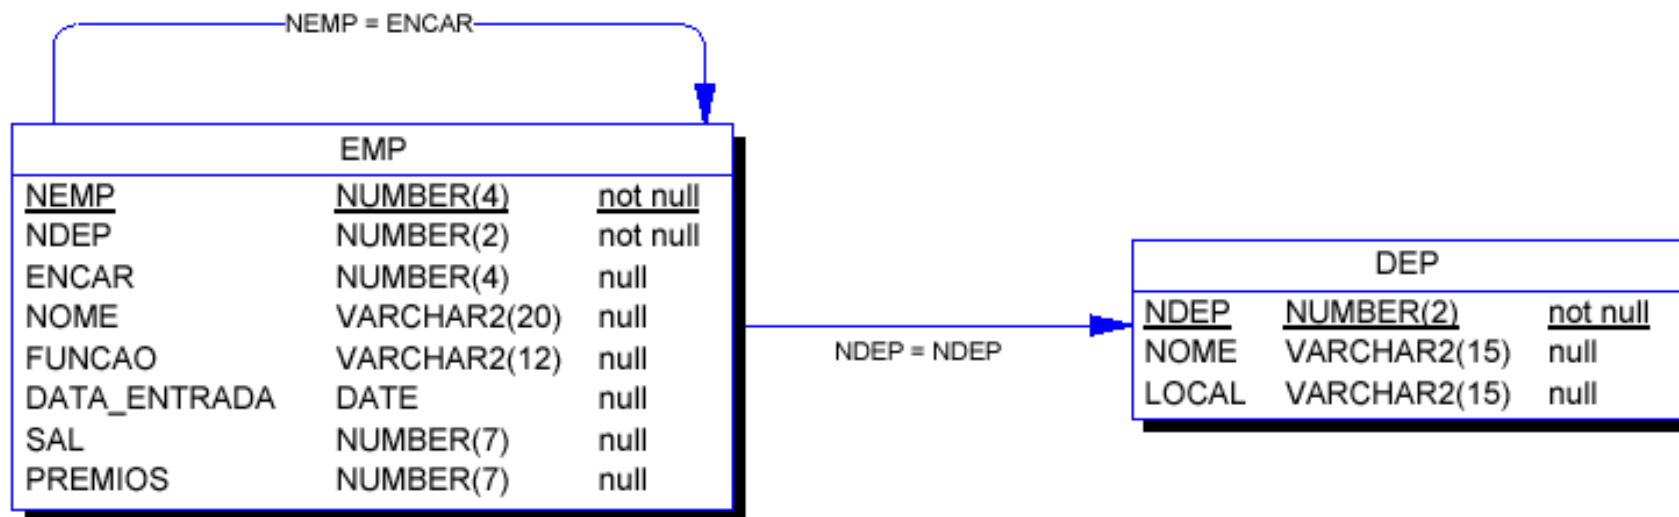 NEMP = ENCAR
EMP
NEMP NUMBER(4) not null
NDEP NUMBER(2) not null
ENCAR NUMBER(4) null
NOME VARCHAR2(20) null
FUNCAO VARCHAR2(12) null
DATA_ENTRADA DATE null
SAL NUMBER(7) null
PREMIOS NUMBER(7) null
NDEP = NDEP
DEP
NDEP NUMBER(2) not null
NOME VARCHAR2(15) null
LOCAL VARCHAR2(15) null